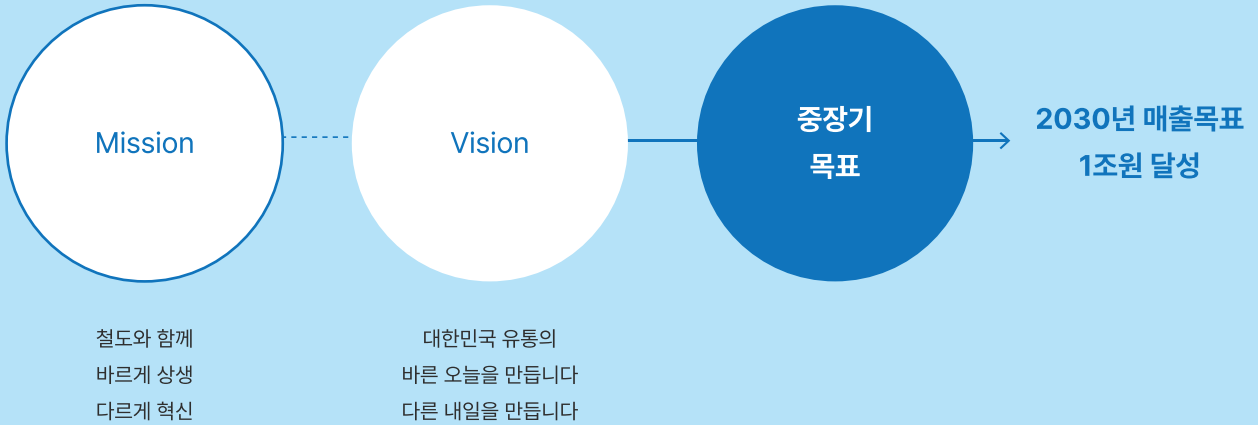 Mission
철도와 함께
바르게 상생
다르게 혁신
Vision
대한민국 유통의
바른 오늘을 만듭니다
다른 내일을 만듭니다
중장기
목표
2030년 매출목표
1조원 달성